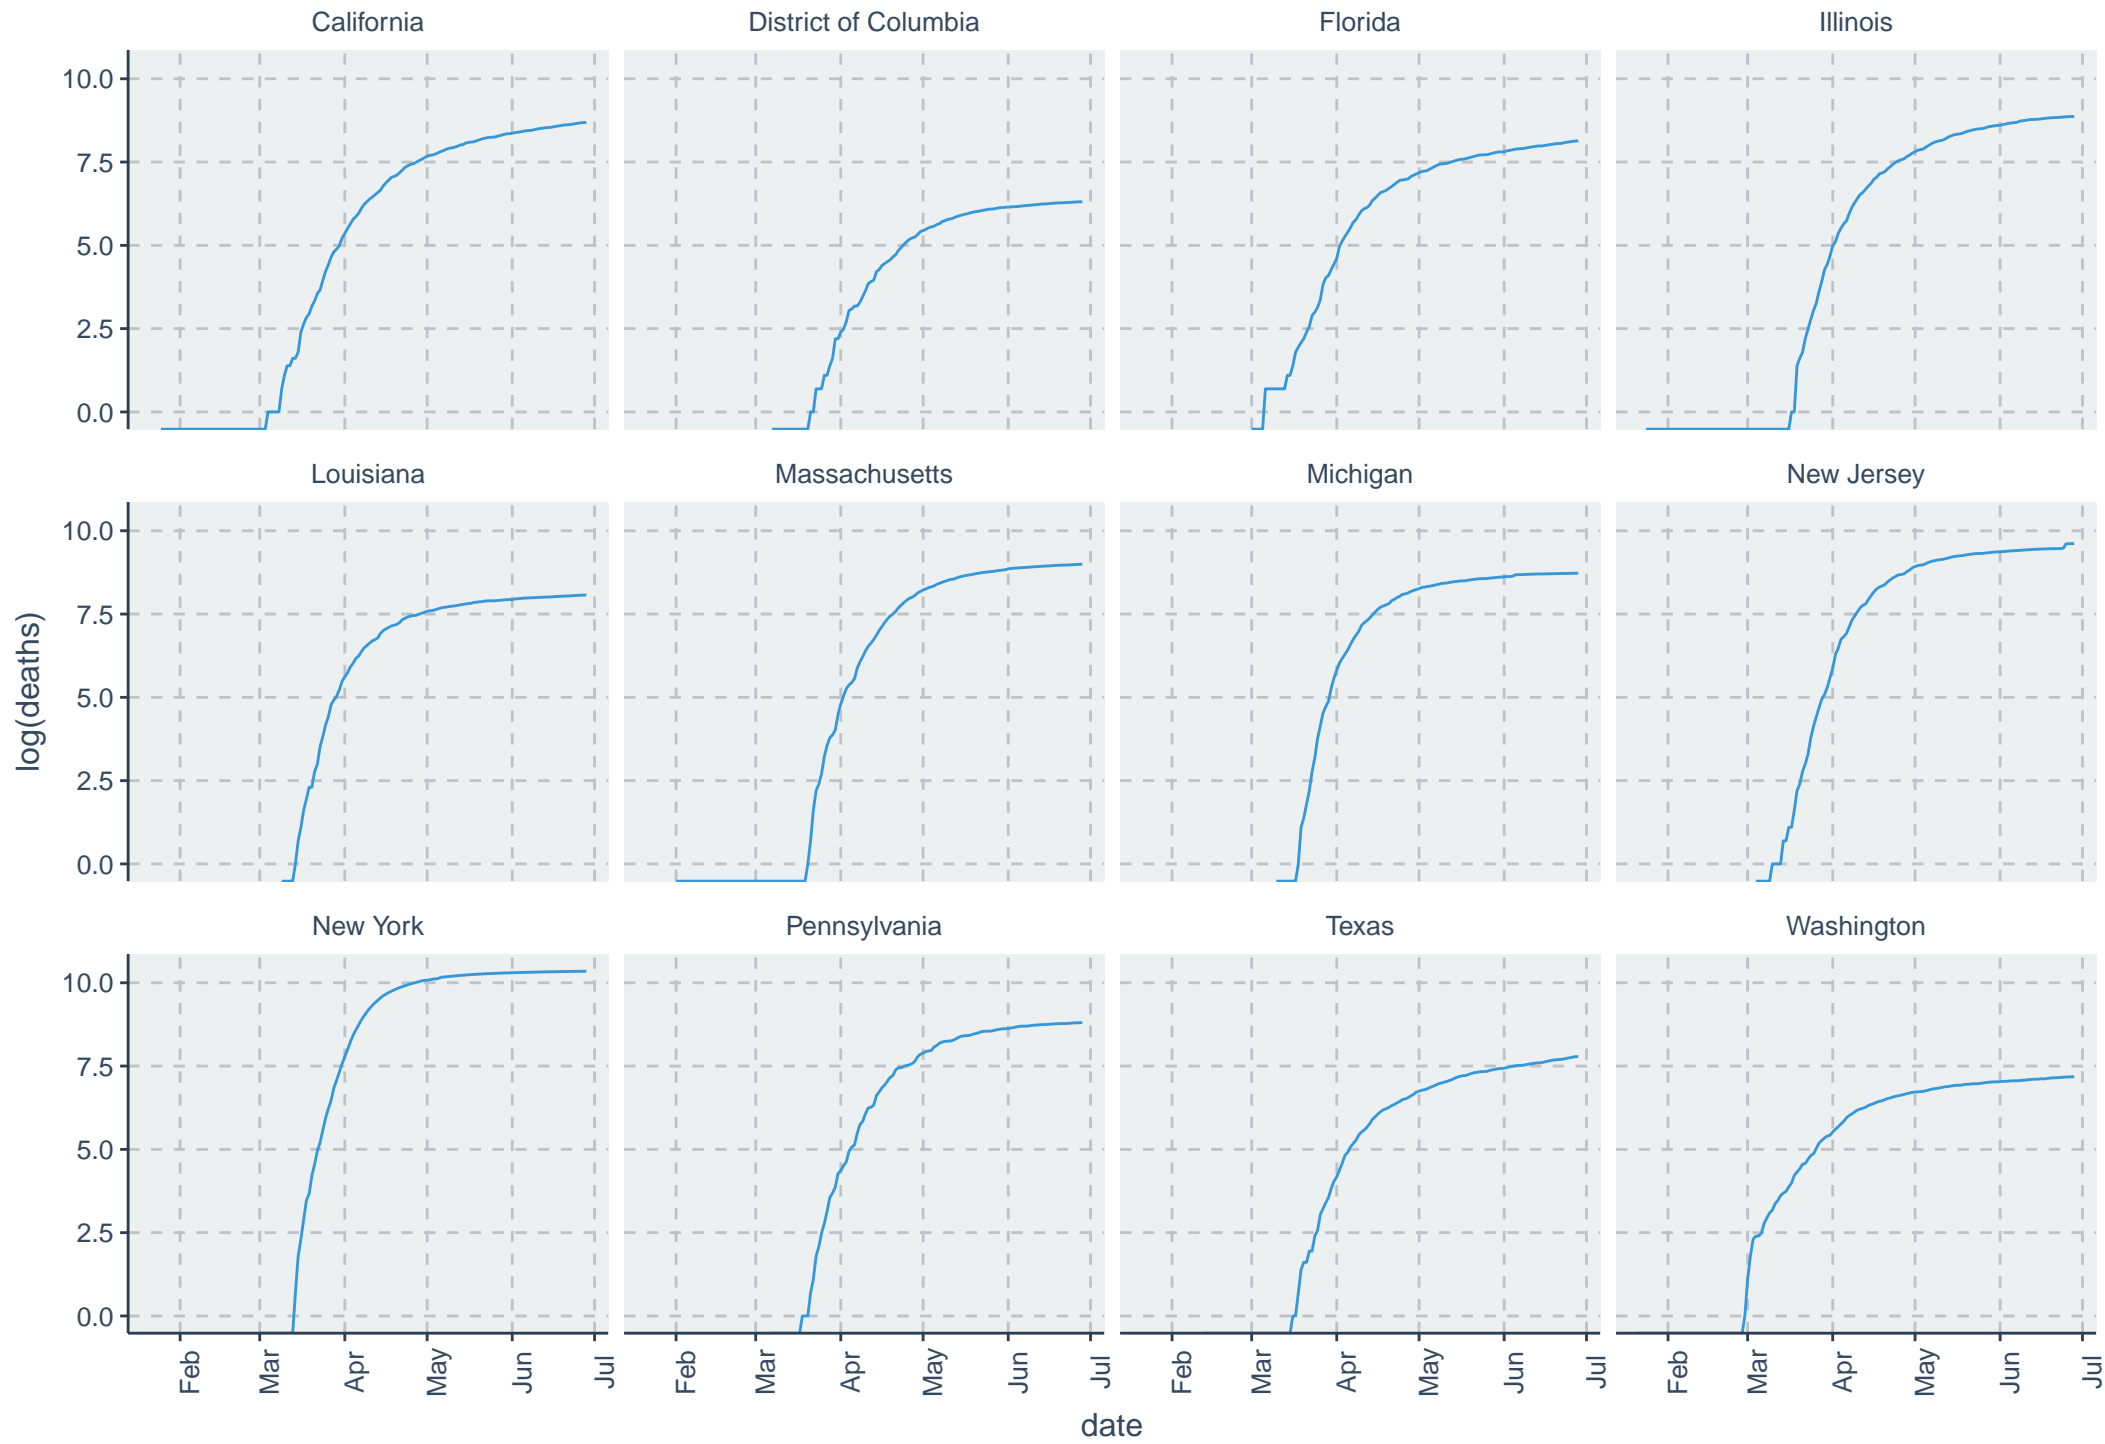 California District of Columbia Florida Illinois
10.0
7.5
5.0
2.5
0.0
Louisiana Massachusetts Michigan New Jersey
10.0
7.5
5.0
2.5
0.0
log(deaths)
New York Pennsylvania Texas Washington
10.0
7.5
5.0
2.5
0.0
Feb Mar Apr May Jun Jul Feb Mar Apr May Jun Jul Feb Mar Apr May Jun Jul Feb Mar Apr May Jun Jul
date